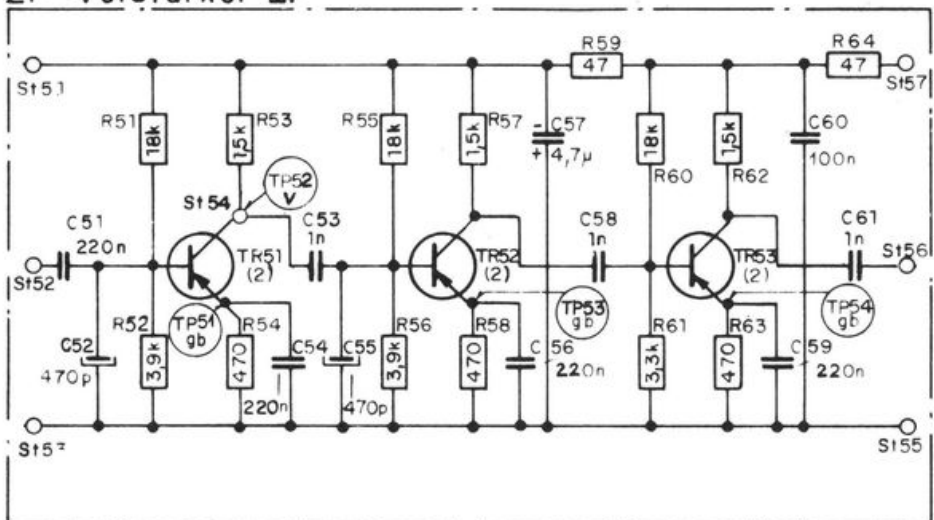 R59
R64
47
47
St51
St57
R51
R53
R55
R57
C57
C60
18k
1,5k
18k
1,5k
-
+ 4,7µ
18k
1,5k
100n
R60
R62
TP52
V
St54
C51
220n
C53
1n
C58
1n
C61
1n
St52
TR51
(2)
TR52
(2)
TR53
(2)
St56
TP51
gb
TP53
gb
TP54
gb
C52
470p
R52
3,9k
R54
470
C54
220n
C55
470p
R56
3,9k
R58
470
C56
220n
R61
3,3k
R63
470
C59
220n
St55